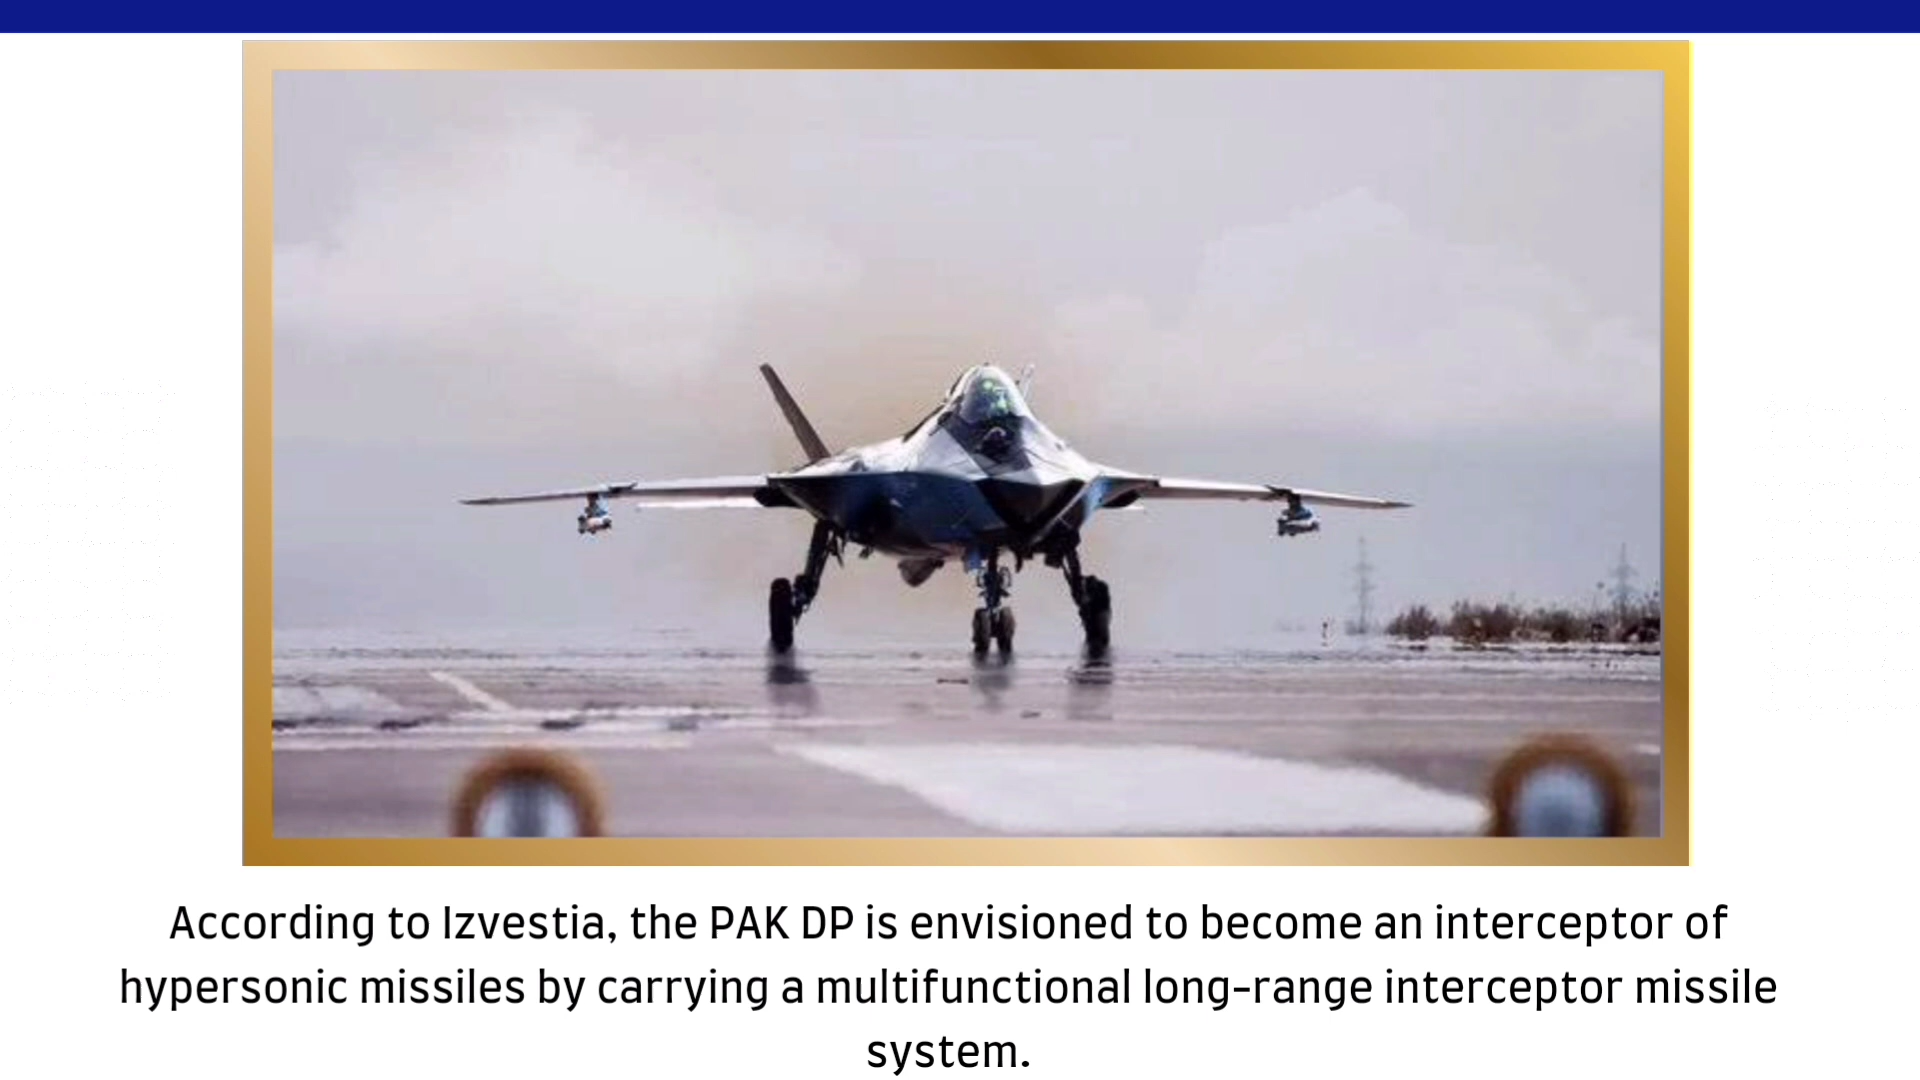 According to Izvestia, the PAK DP is envisioned to become an interceptor of
hypersonic missiles by carrying a multifunctional long-range interceptor missile
system.